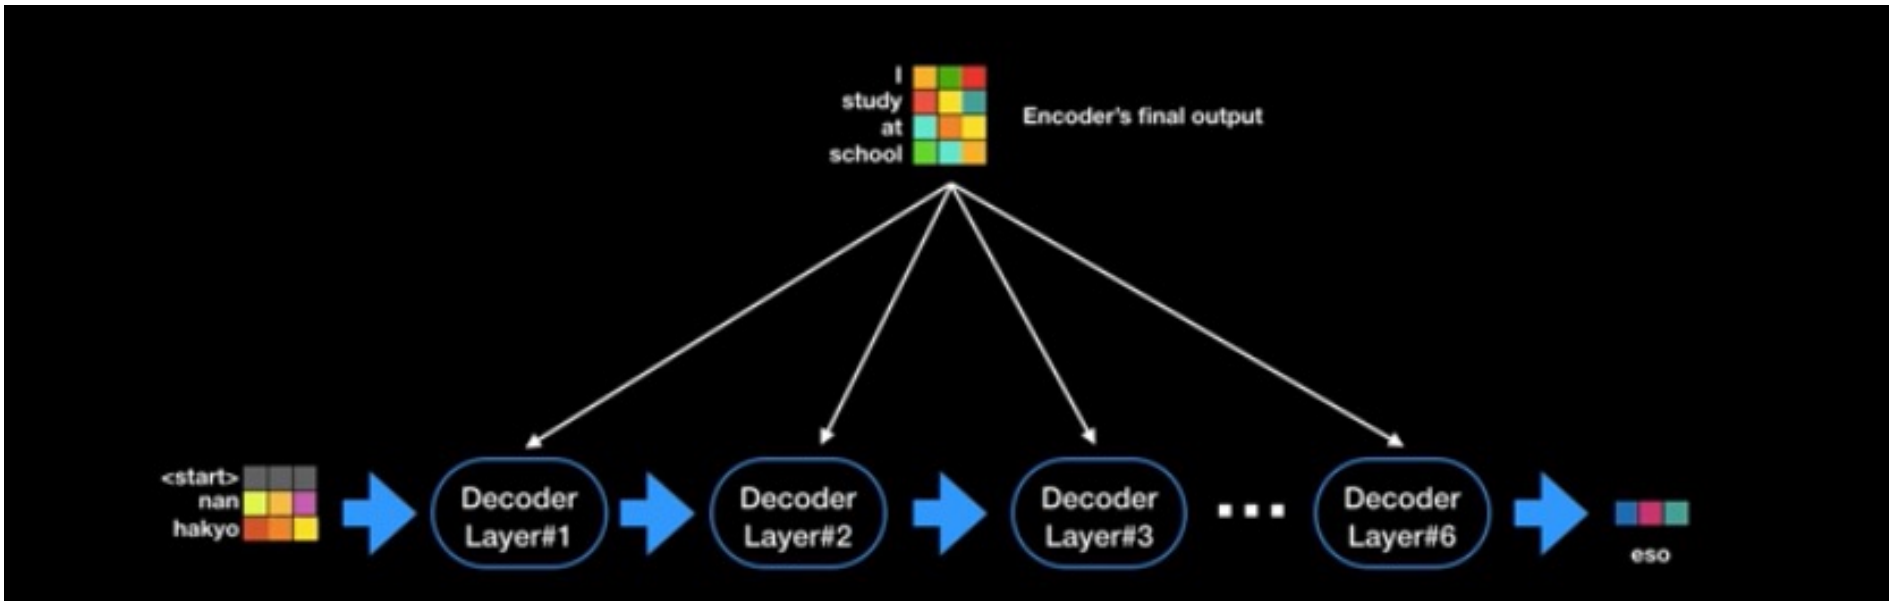 I
study
at
school
Encoder's final output
<start>
nan
hakyo
Decoder
Layer#1
Decoder
Layer#2
Decoder
Layer#3
...
Decoder
Layer#6
eso